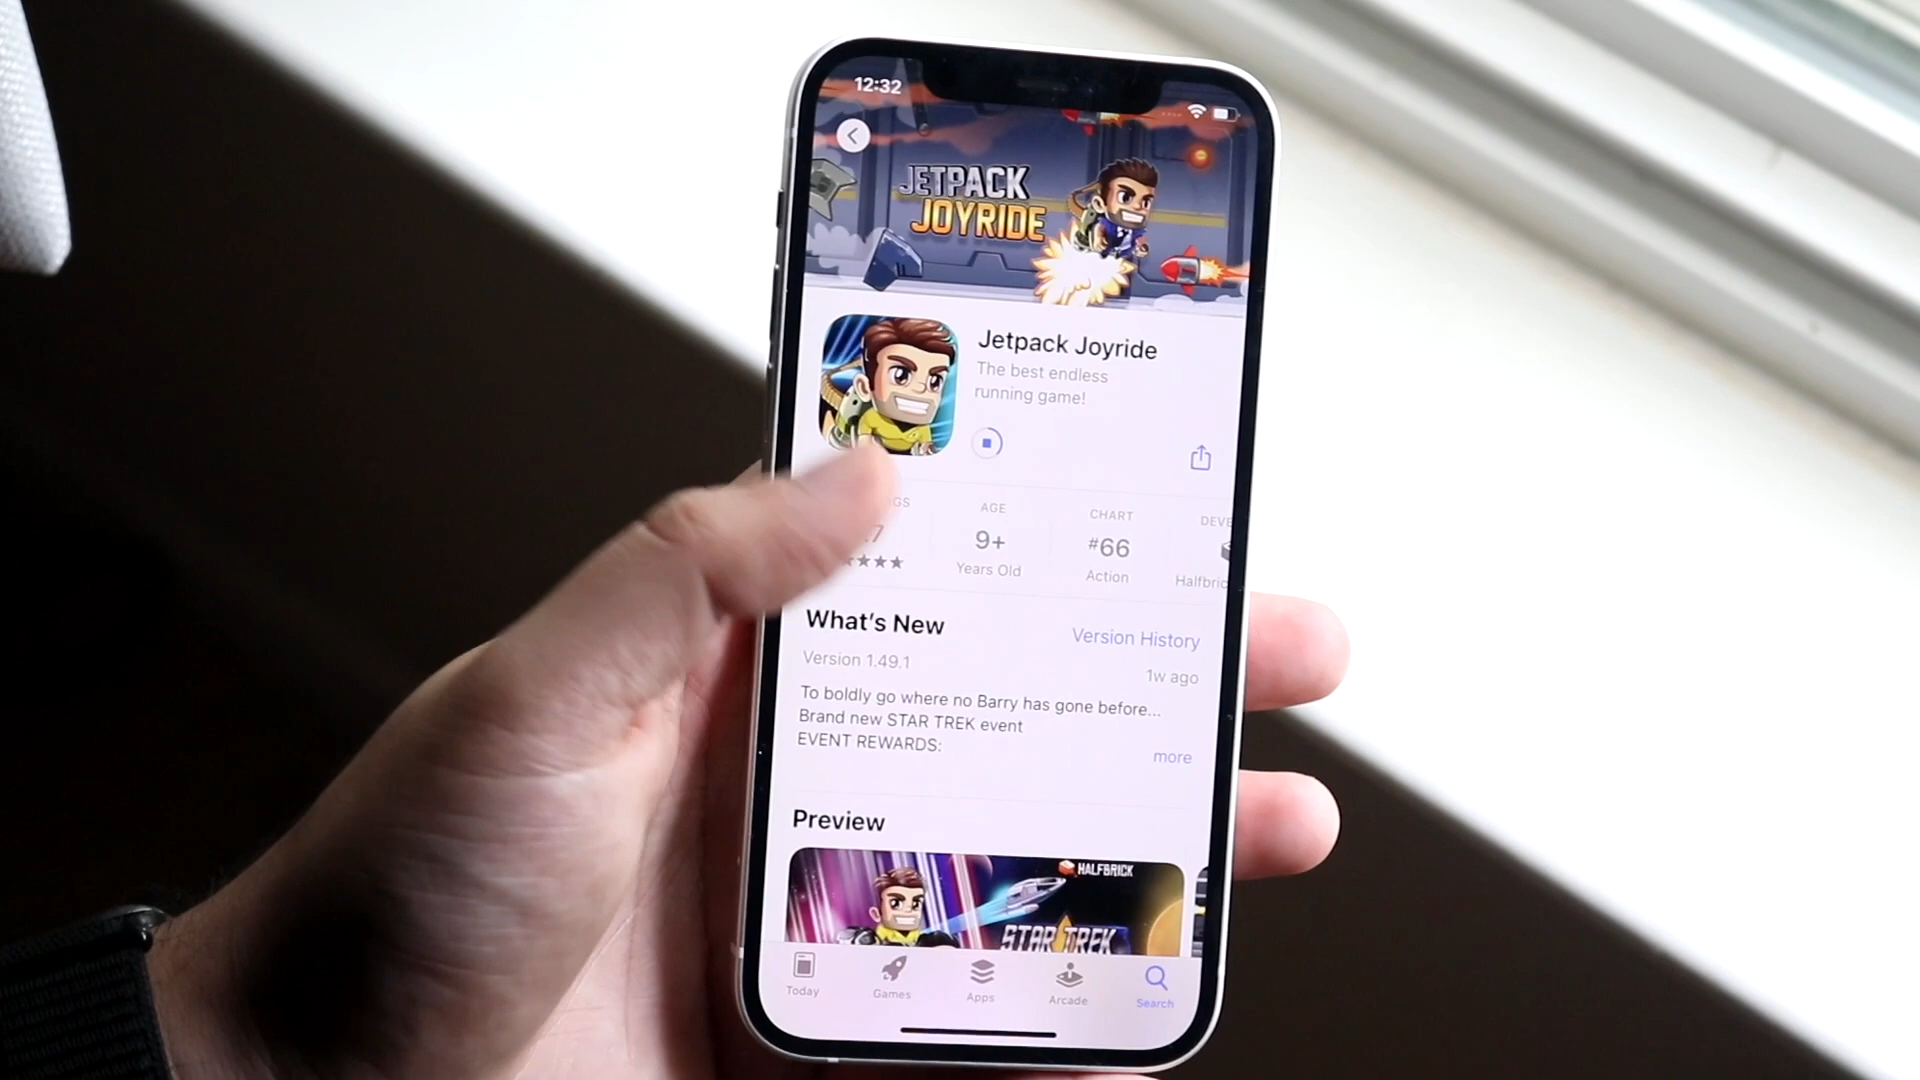 12:32
JETPACK
JOYRIDE
Jetpack Joyride
The best endless
running game!
AGE
9+
Years Old
CHART
#66
Action
What's New
Version History
Version 1.49.1
1w ago
To boldly go where no Barry has gone before...
Brand new STAR TREK event
EVENT REWARDS:
more
Preview
HALFBRICK
STAR TREK
Today
Games
Apps
Arcade
Search